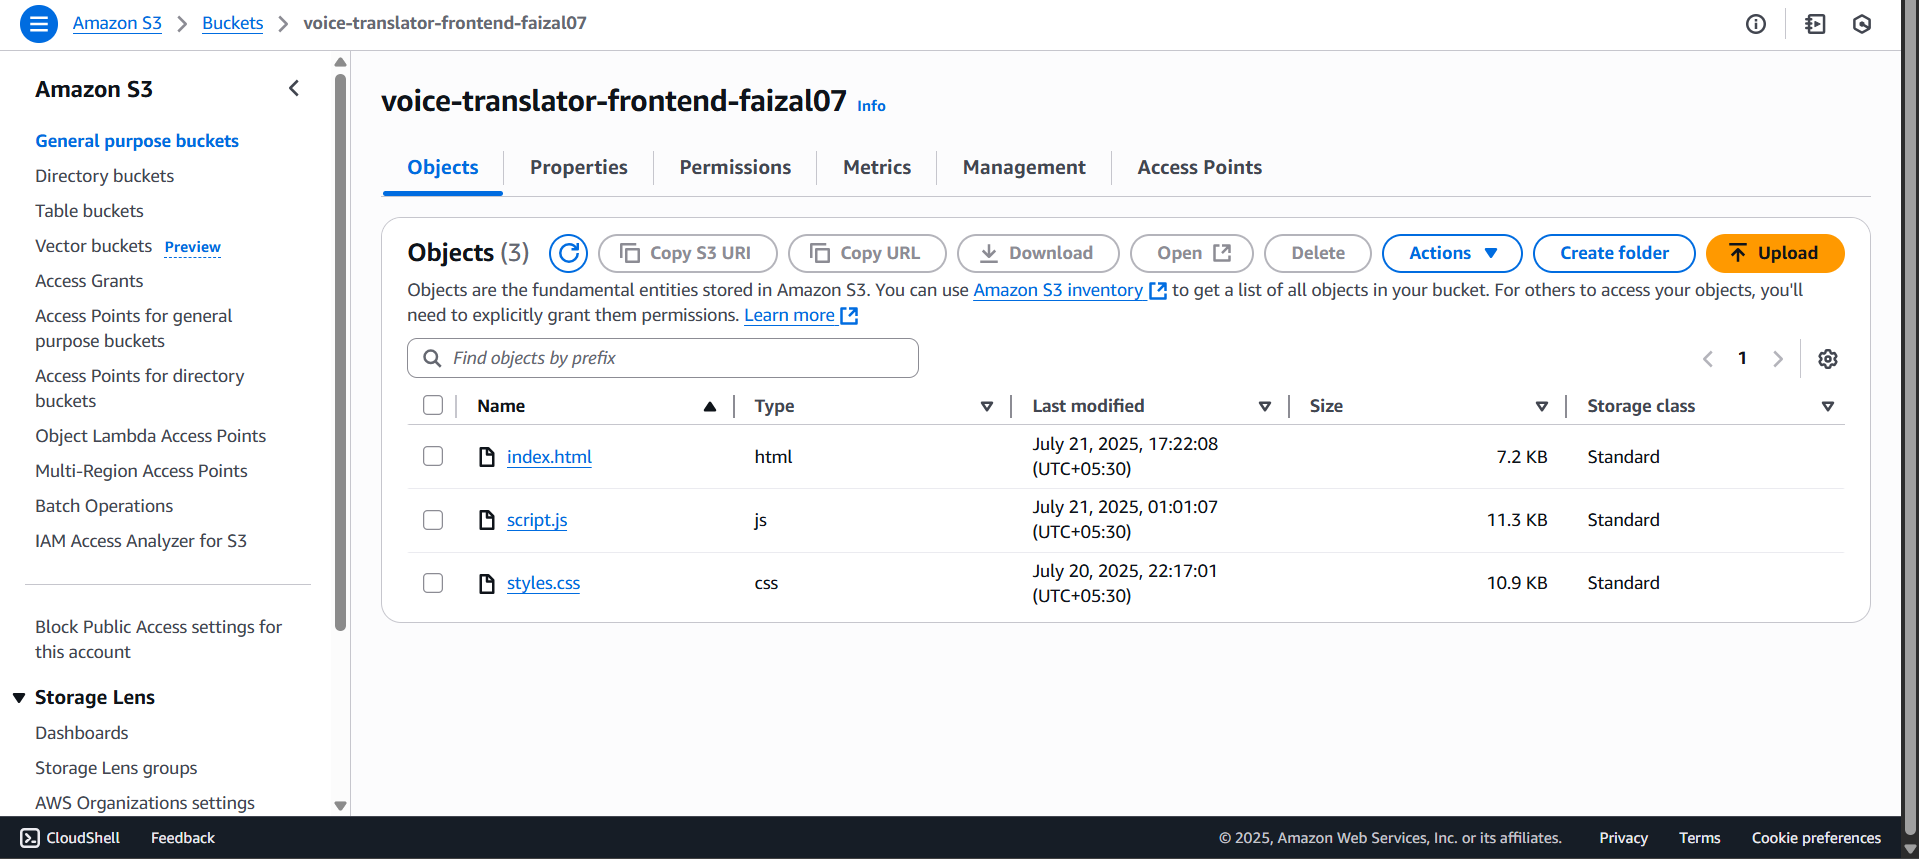 Amazon S3 > Buckets > voice-translator-frontend-faizal07
Amazon S3
General purpose buckets
Directory buckets
Table buckets
Vector buckets Preview
Access Grants
Access Points for general
purpose buckets
Access Points for directory
buckets
Object Lambda Access Points
Multi-Region Access Points
Batch Operations
IAM Access Analyzer for S3
Block Public Access settings for
this account
Storage Lens
Dashboards
Storage Lens groups
AWS Organizations settings
voice-translator-frontend-faizal07 Info
Objects Properties Permissions Metrics Management Access Points
Objects (3) Copy S3 URI Copy URL Download Open Delete Actions Create folder Upload
Objects are the fundamental entities stored in Amazon S3. You can use Amazon S3 inventory to get a list of all objects in your bucket. For others to access your objects, you'll
need to explicitly grant them permissions. Learn more
Find objects by prefix
1
Name Type Last modified Size Storage class
index.html html July 21, 2025, 17:22:08 (UTC+05:30) 7.2 KB Standard
script.js js July 21, 2025, 01:01:07 (UTC+05:30) 11.3 KB Standard
styles.css css July 20, 2025, 22:17:01 (UTC+05:30) 10.9 KB Standard
CloudShell Feedback © 2025, Amazon Web Services, Inc. or its affiliates. Privacy Terms Cookie preferences